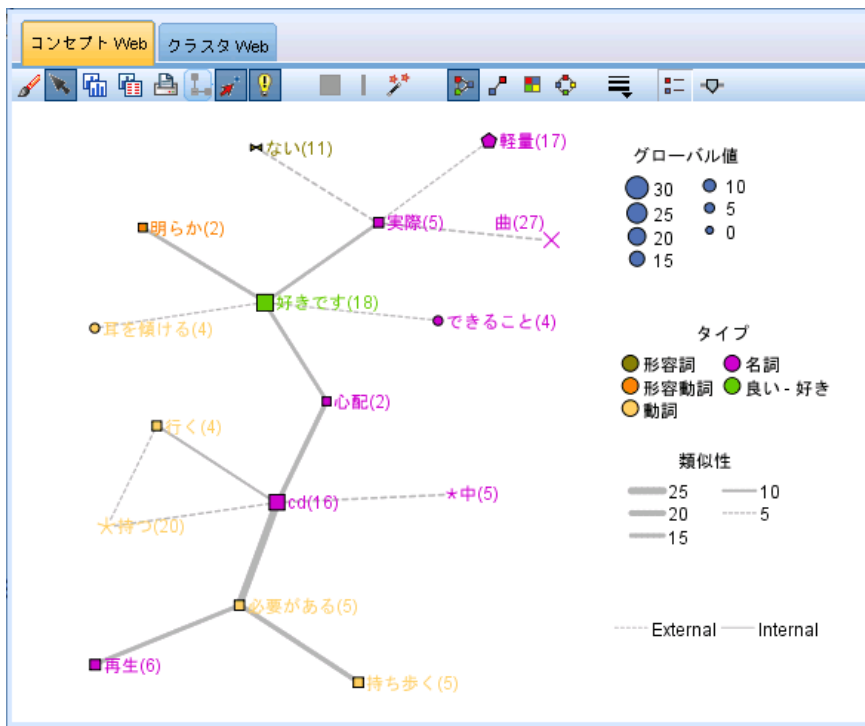 コンセプト Web
クラスタ Web
ない(11)
軽量(17)
実際(5)
曲(27)
明らか(2)
好きです(18)
耳を傾ける(4)
できること(4)
心配(2)
行く(4)
cd(16)
中(5)
持つ(20)
必要がある(5)
再生(6)
持ち歩く(5)
グローバル値
30 10
25 5
20 0
15
タイプ
形容詞 名詞
形容動詞 良い - 好き
動詞
類似性
25 10
20 5
15
External Internal